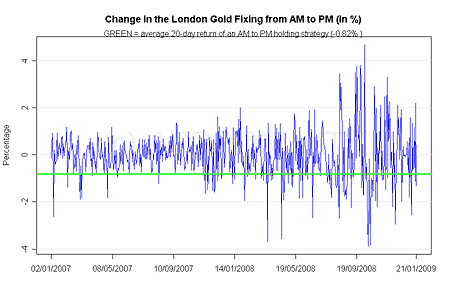 Change in the London Gold Fixing from AM to PM (in %)
GREEN = average 20-day return of an AM to PM holding strategy (-0.82% )
Percentage
4
2
0
-2
-4
02/01/2007 08/05/2007 10/09/2007 14/01/2008 19/05/2008 19/09/2008 21/01/2009